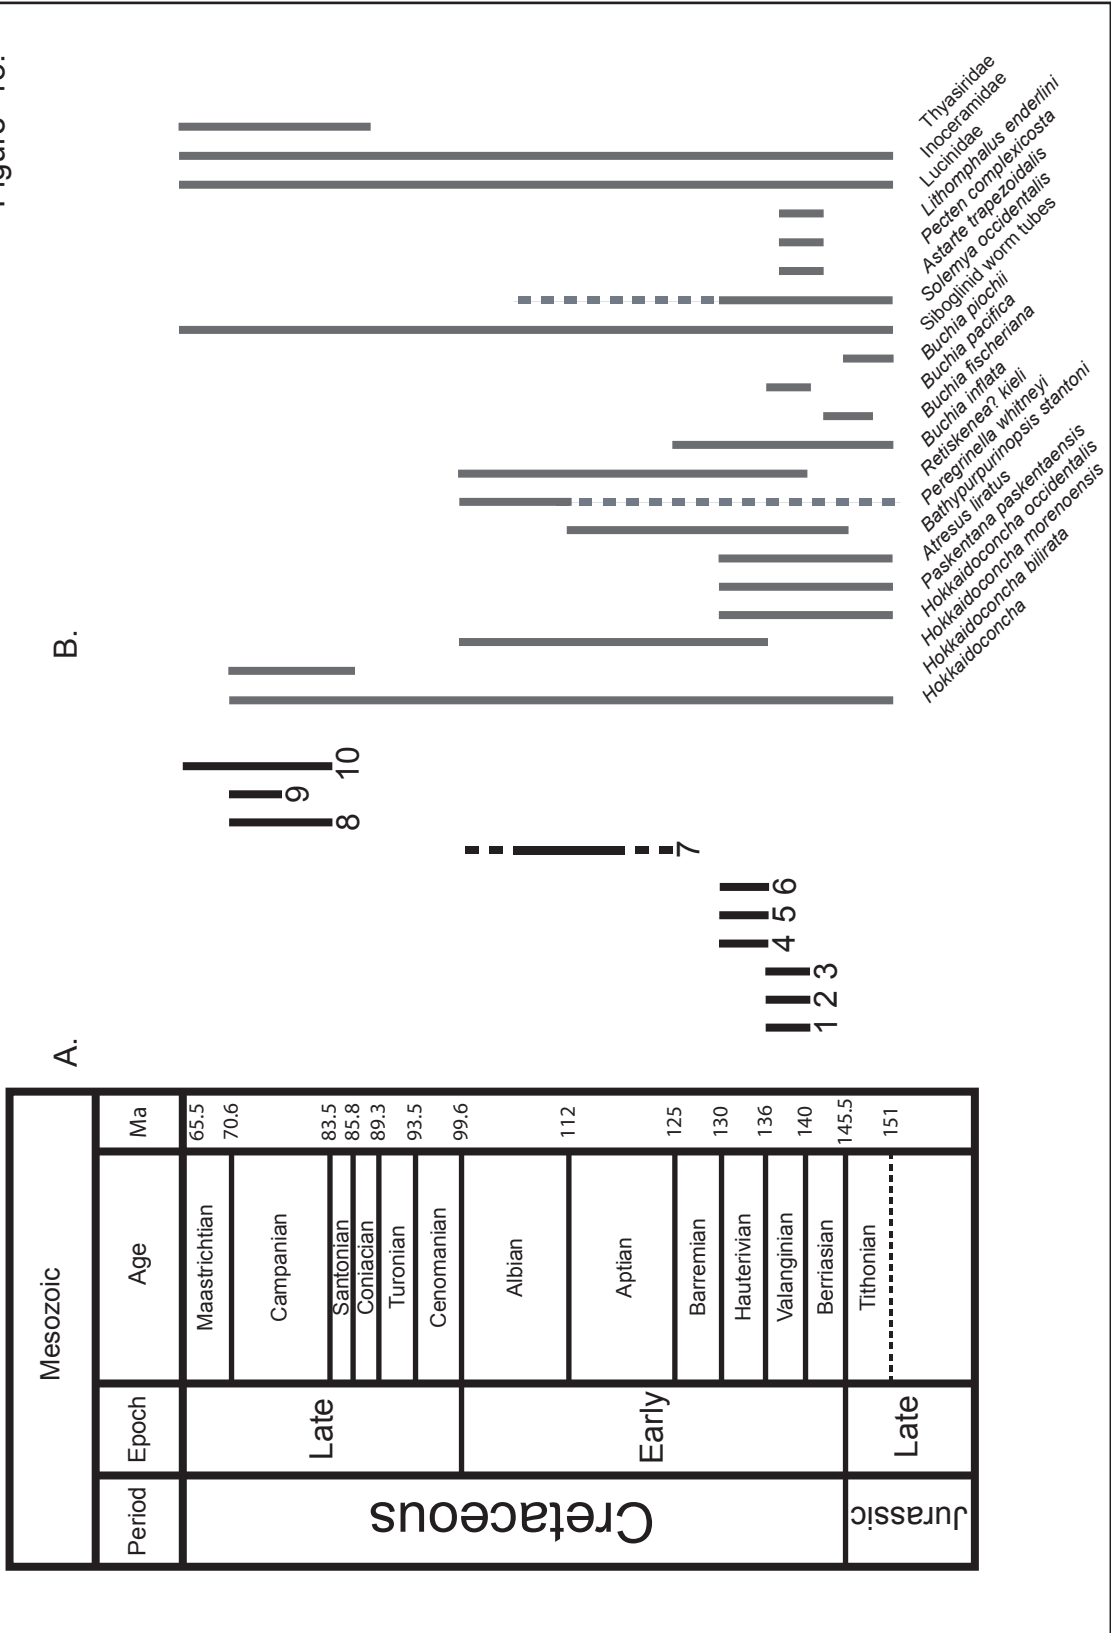 Figure
Mesozoic
Period
Epoch
Age
Ma
Cretaceous
Jurassic
Late
Early
Late
Maastrichtian
Campanian
Santonian
Coniacian
Turonian
Cenomanian
Albian
Aptian
Barremian
Hauterivian
Valanginian
Berriasian
Tithonian
65.5
70.6
83.5
85.8
89.3
93.5
99.6
112
125
130
136
140
145.5
151
A.
1
2
3
4
5
6
7
8
9
10
B.
Hokkaidoconcha
Hokkaidoconcha bilirata
Hokkaidoconcha morenoensis
Hokkaidoconcha occidentalis
Paskentana paskentaensis
Atresus liratus
Bathypurpurinopsis stantoni
Peregrinella whitneyi
Retiskenea? kieli
Buchia inflata
Buchia fischeriana
Buchia pacifica
Buchia piochii
Siboglinid worm tubes
Solemya occidentalis
Astarte trapezoidalis
Pecten complexicosta
Lithomphalus enderlini
Lucinidae
Inoceramidae
Thyasiridae